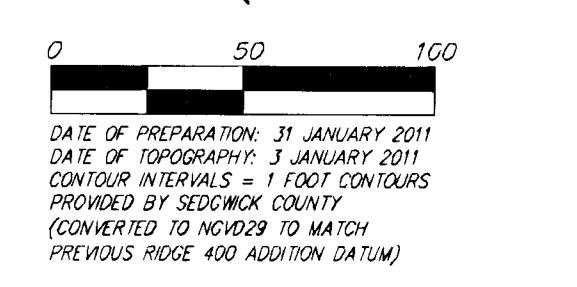 0 50 100
DATE OF PREPARATION: 31 JANUARY 2011
DATE OF TOPOGRAPHY: 3 JANUARY 2011
CONTOUR INTERVALS = 1 FOOT CONTOURS
PROVIDED BY SEDGWICK COUNTY
(CONVERTED TO NGVD29 TO MATCH
PREVIOUS RIDGE 400 ADDITION DATUM)